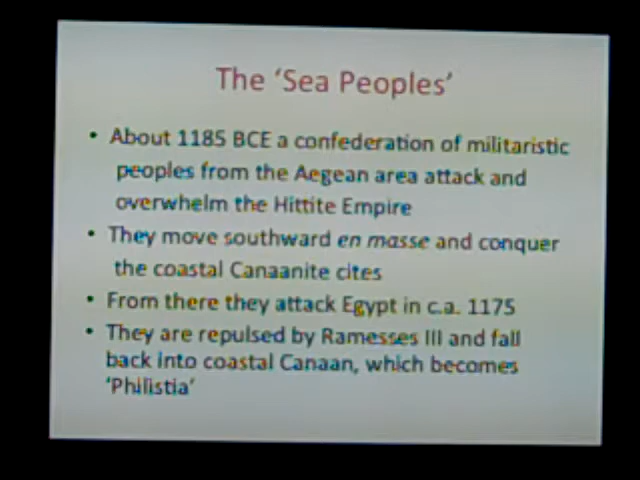 The 'Sea Peoples'
• About 1185 BCE a confederation of militaristic
peoples from the Aegean area attack and
overwhelm the Hittite Empire
• They move southward en masse and conquer
the coastal Canaanite cites
• From there they attack Egypt in c.a. 1175
• They are repulsed by Ramesses III and fall
back into coastal Canaan, which becomes
'Philistia'